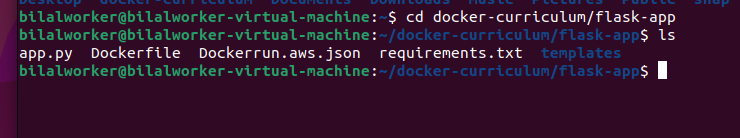 Desktop docker-curriculum Documents Downloads Music Pictures Public snap
bilalworker@bilalworker-virtual-machine:~$ cd docker-curriculum/flask-app
bilalworker@bilalworker-virtual-machine:~/docker-curriculum/flask-app$ ls
app.py Dockerfile Dockerrun.aws.json requirements.txt templates
bilalworker@bilalworker-virtual-machine:~/docker-curriculum/flask-app$